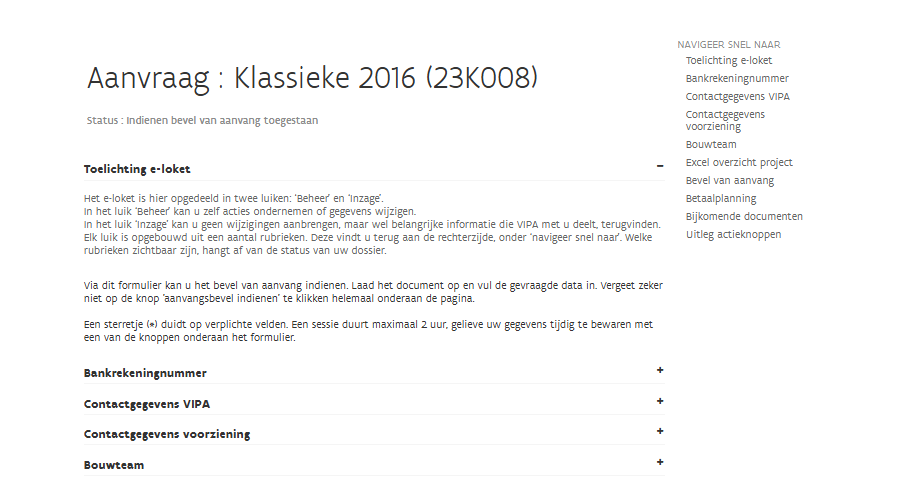 Aanvraag : Klassieke 2016 (23K008)
Status : Indienen bevel van aanvang toegestaan
Toelichting e-loket −
Het e-loket is hier opgedeeld in twee luiken: 'Beheer' en 'Inzage'.
In het luik 'Beheer' kan u zelf acties ondernemen of gegevens wijzigen.
In het luik 'Inzage' kan u geen wijzigingen aanbrengen, maar wel belangrijke informatie die VIPA met u deelt, terugvinden.
Elk luik is opgebouwd uit een aantal rubrieken. Deze vindt u terug aan de rechterzijde, onder 'navigeer snel naar'. Welke
rubrieken zichtbaar zijn, hangt af van de status van uw dossier.
Via dit formulier kan u het bevel van aanvang indienen. Laad het document op en vul de gevraagde data in. Vergeet zeker
niet op de knop 'aanvangsbevel indienen' te klikken helemaal onderaan de pagina.
Een sterretje (*) duidt op verplichte velden. Een sessie duurt maximaal 2 uur, gelieve uw gegevens tijdig te bewaren met
een van de knoppen onderaan het formulier.
Bankrekeningnummer +
Contactgegevens VIPA +
Contactgegevens voorziening +
Bouwteam +
NAVIGEER SNEL NAAR
Toelichting e-loket
Bankrekeningnummer
Contactgegevens VIPA
Contactgegevens
voorziening
Bouwteam
Excel overzicht project
Bevel van aanvang
Betaalplanning
Bijkomende documenten
Uitleg actieknoppen